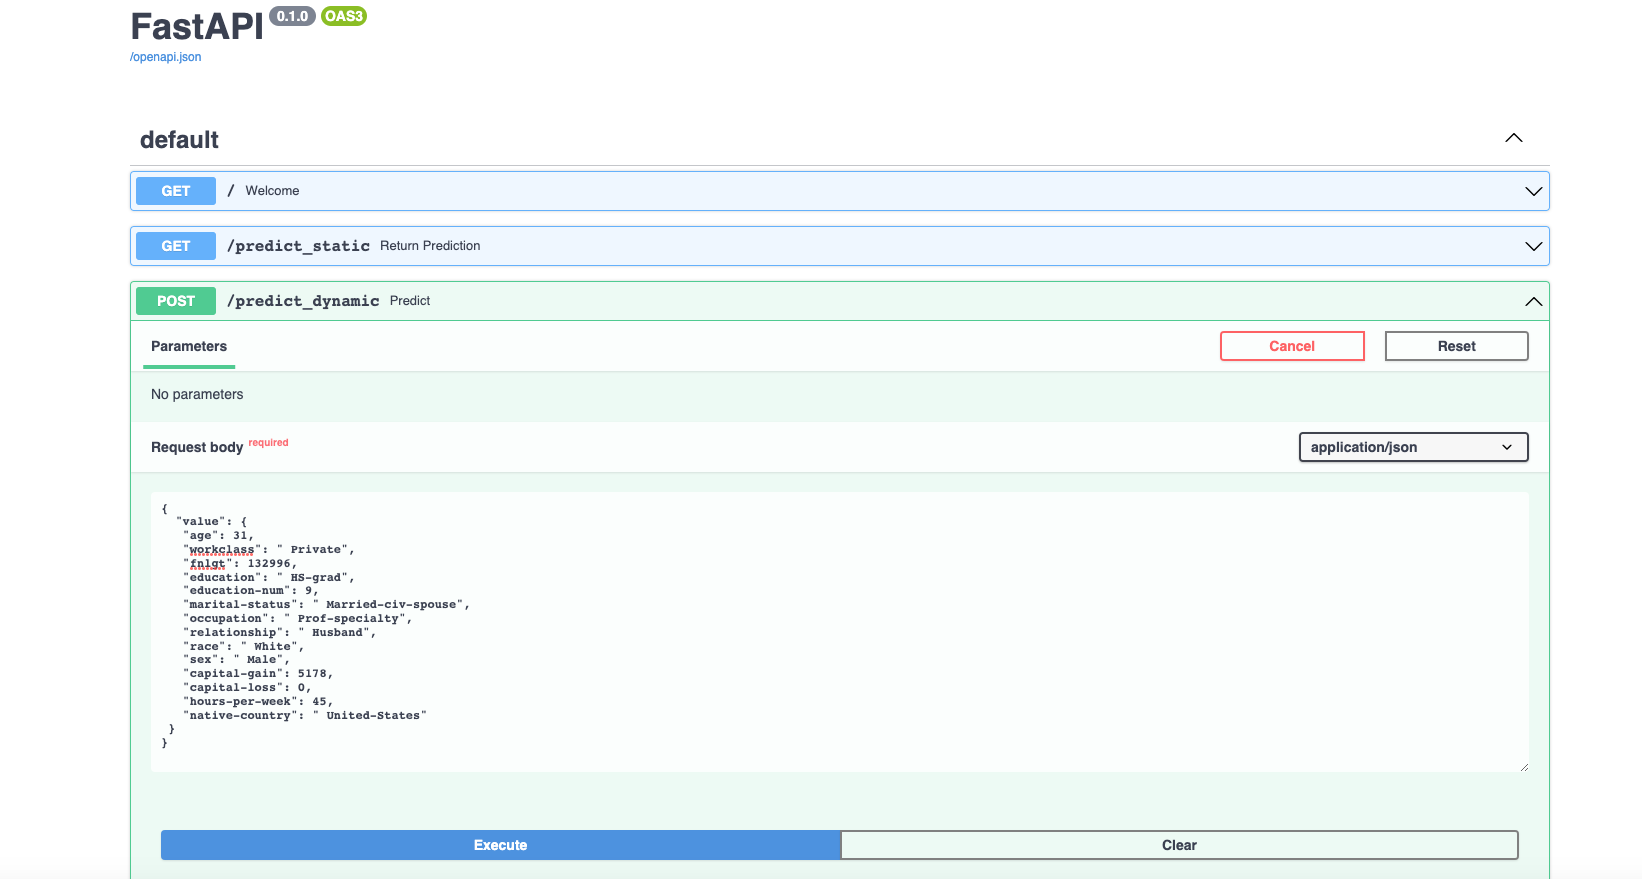 FastAPI 0.1.0 OAS3
/openapi.json
default
GET / Welcome
GET /predict_static Return Prediction
POST /predict_dynamic Predict
Parameters Cancel Reset
No parameters
Request body required application/json
{
"value": {
"age": 31,
"workclass": " Private",
"fnlgt": 132996,
"education": " HS-grad",
"education-num": 9,
"marital-status": " Married-civ-spouse",
"occupation": " Prof-specialty",
"relationship": " Husband",
"race": " White",
"sex": " Male",
"capital-gain": 5178,
"capital-loss": 0,
"hours-per-week": 45,
"native-country": " United-States"
}
}
Execute Clear